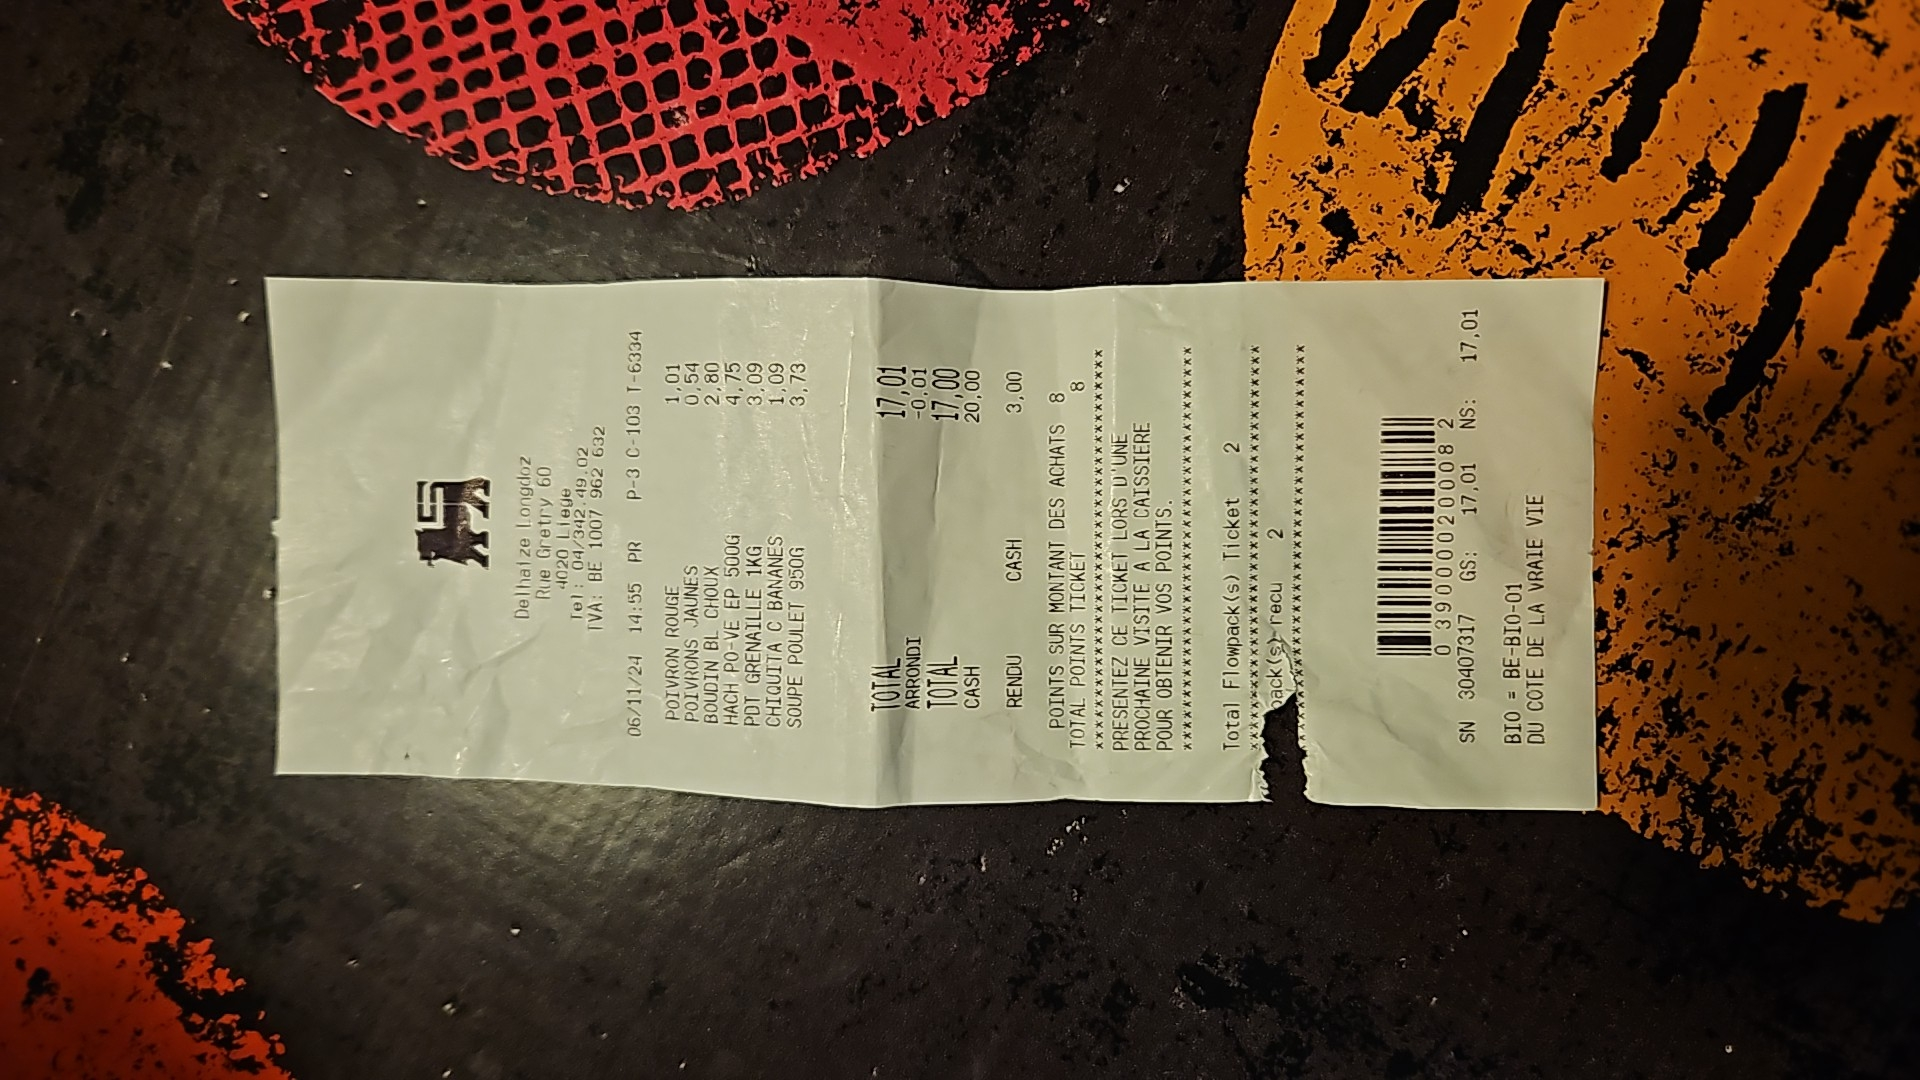 Delhaize Longdoz
Rue Gretry 60
4020 Liege
Tel: 04/342.49.02
TVA: BE 1007 962 632
06/11/24 14:55 PR P-3 C-103 T-6334
POIVRON ROUGE 1,01
POIVRONS JAUNES 0,54
BOUDIN BL CHOUX 2,80
HACH PO-VE EP 500G 4,75
PDT GRENAILLE 1KG 3,09
CHIQUITA C BANANES 1,09
SOUPE POULET 950G 3,73
TOTAL 17,01
ARRONDI -0,01
TOTAL 17,00
CASH 20,00
RENDU CASH 3,00
POINTS SUR MONTANT DES ACHATS 8
TOTAL POINTS TICKET 8
****************************************
PRESENTEZ CE TICKET LORS D'UNE
PROCHAINE VISITE A LA CAISSIERE
POUR OBTENIR VOS POINTS.
****************************************
Total Flowpack(s) Ticket 2
****************************************
pack(s) recu 2
****************************************
0 390000020008 2
SN 30407317 GS: 17,01 NS: 17,01
BIO = BE-BIO-01
DU COTE DE LA VRAIE VIE